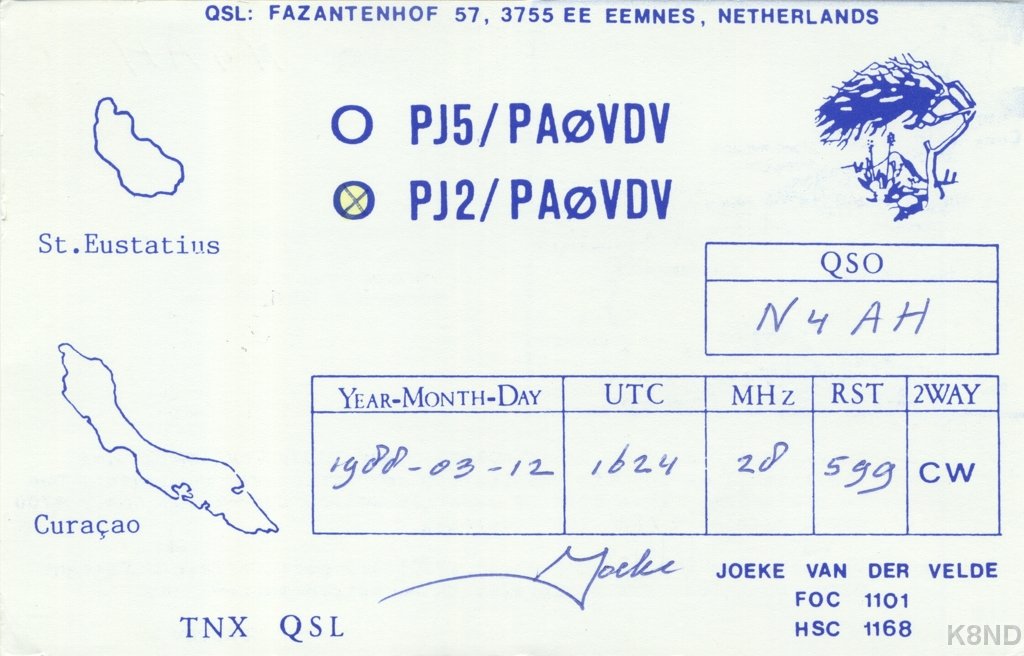 QSL: FAZANTENHOF 57, 3755 EE EEMNES, NETHERLANDS
PJ5/PAØVDV
PJ2/PAØVDV
St.Eustatius
QSO
N4AH
YEAR-MONTH-DAY UTC MHz RST 2WAY
1988-03-12 1624 28 599 CW
Curaçao
Joeke
JOEKE VAN DER VELDE
FOC 1101
HSC 1168
TNX QSL
K8ND